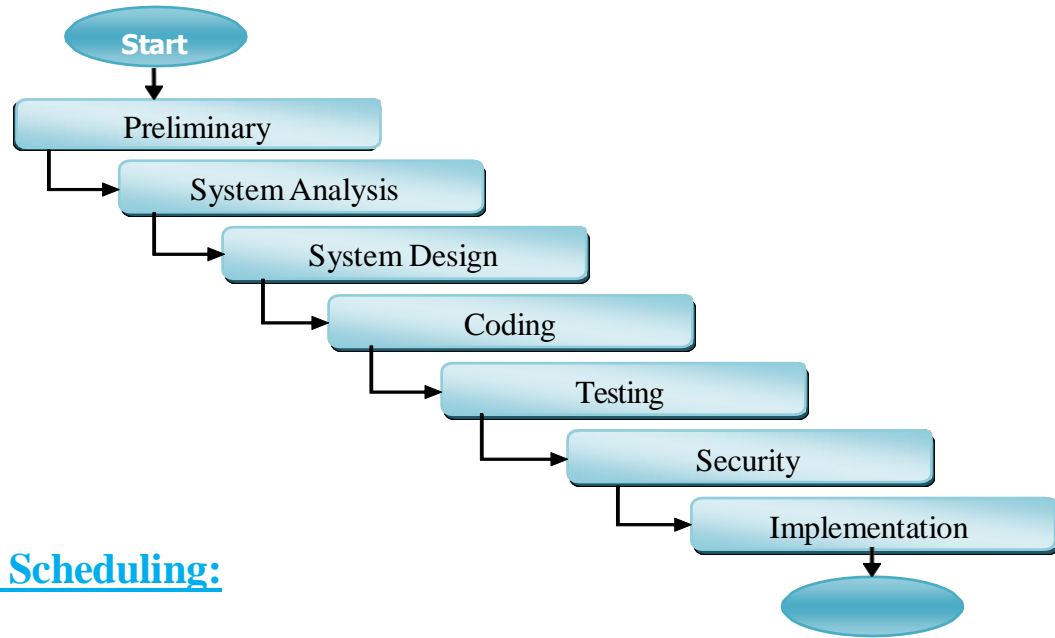 Start
Preliminary
System Analysis
System Design
Coding
Testing
Security
Implementation
Scheduling: